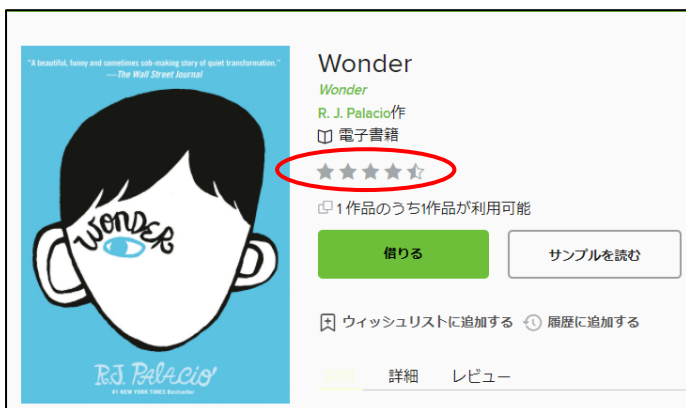 "A beautiful, funny and sometimes sob-making story of quiet transformation."
—The Wall Street Journal
WONDER
R.J. PALACIO
#1 NEW YORK TIMES Bestseller
Wonder
Wonder
R. J. Palacio作
電子書籍
1作品のうち1作品が利用可能
借りる
サンプルを読む
ウィッシュリストに追加する
履歴に追加する
詳細
レビュー